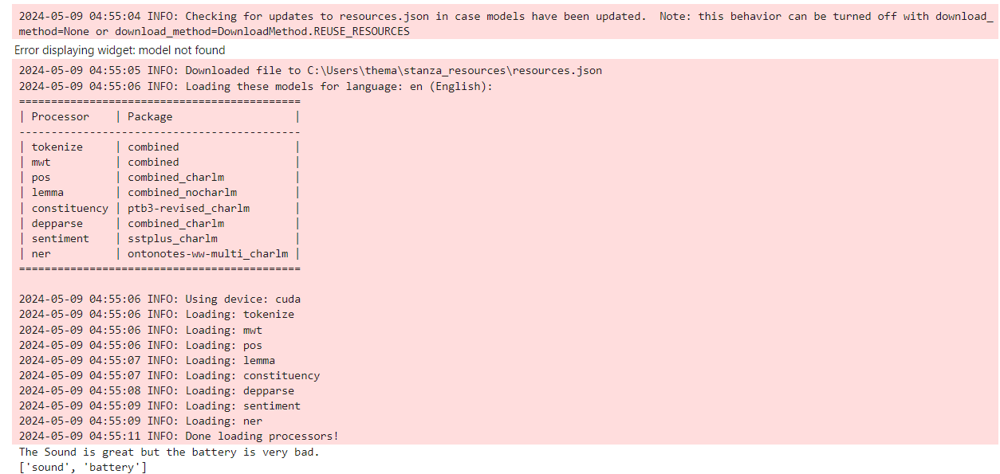 2024-05-09 04:55:04 INFO: Checking for updates to resources.json in case models have been updated.  Note: this behavior can be turned off with download_
method=None or download_method=DownloadMethod.REUSE_RESOURCES
Error displaying widget: model not found
2024-05-09 04:55:05 INFO: Downloaded file to C:\Users\thema\stanza_resources\resources.json
2024-05-09 04:55:06 INFO: Loading these models for language: en (English):
============================================
| Processor    | Package                   |
--------------------------------------------
| tokenize     | combined                  |
| mwt          | combined                  |
| pos          | combined_charlm           |
| lemma        | combined_nocharlm         |
| constituency | ptb3-revised_charlm       |
| depparse     | combined_charlm           |
| sentiment    | sstplus_charlm            |
| ner          | ontonotes-ww-multi_charlm |
============================================
2024-05-09 04:55:06 INFO: Using device: cuda
2024-05-09 04:55:06 INFO: Loading: tokenize
2024-05-09 04:55:06 INFO: Loading: mwt
2024-05-09 04:55:06 INFO: Loading: pos
2024-05-09 04:55:07 INFO: Loading: lemma
2024-05-09 04:55:07 INFO: Loading: constituency
2024-05-09 04:55:08 INFO: Loading: depparse
2024-05-09 04:55:09 INFO: Loading: sentiment
2024-05-09 04:55:09 INFO: Loading: ner
2024-05-09 04:55:11 INFO: Done loading processors!
The Sound is great but the battery is very bad.
['sound', 'battery']